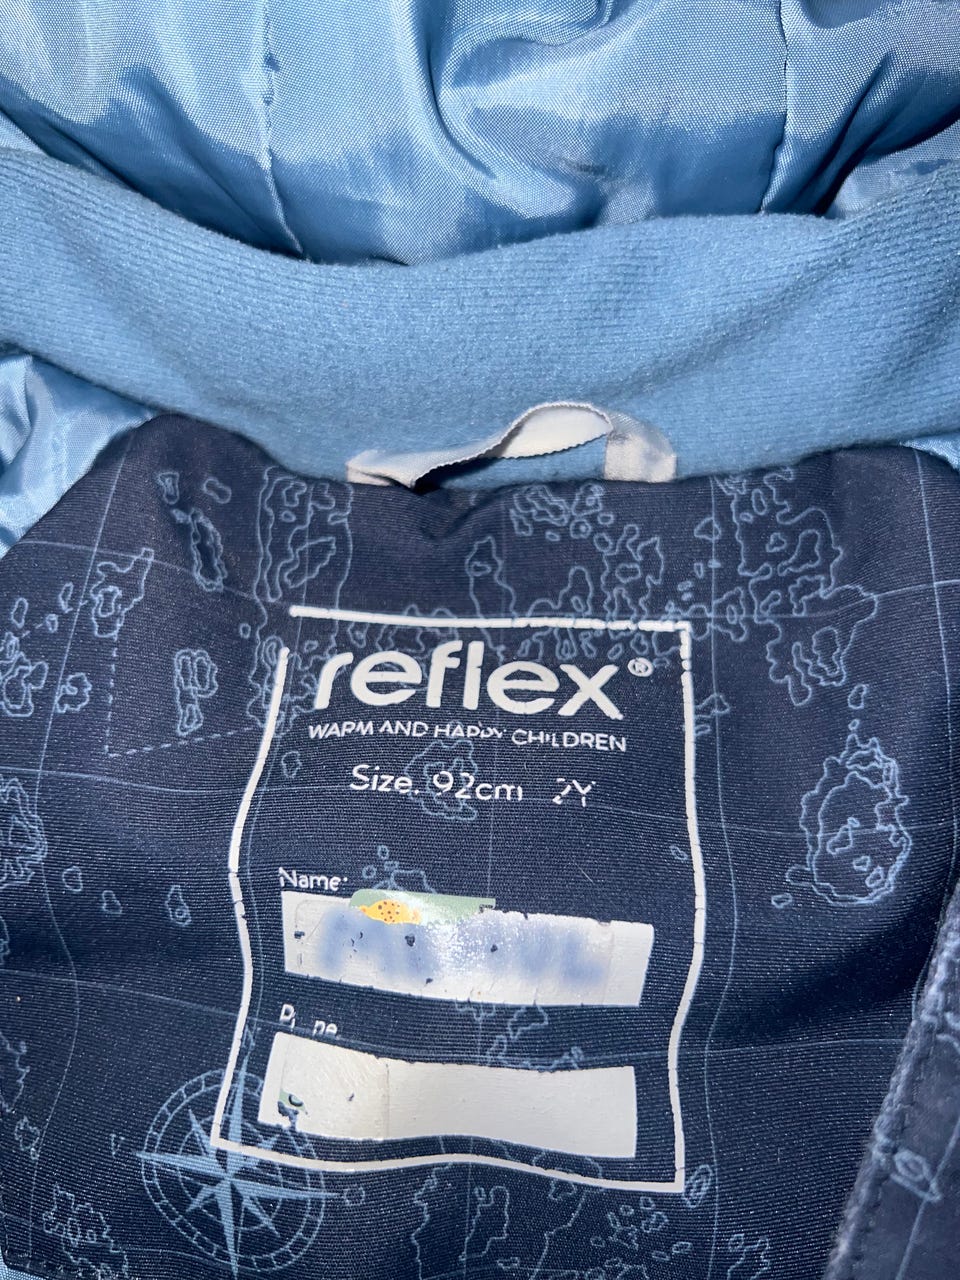 reflex®
WARM AND HAPPY CHILDREN
Size. 92cm 2Y
Name: